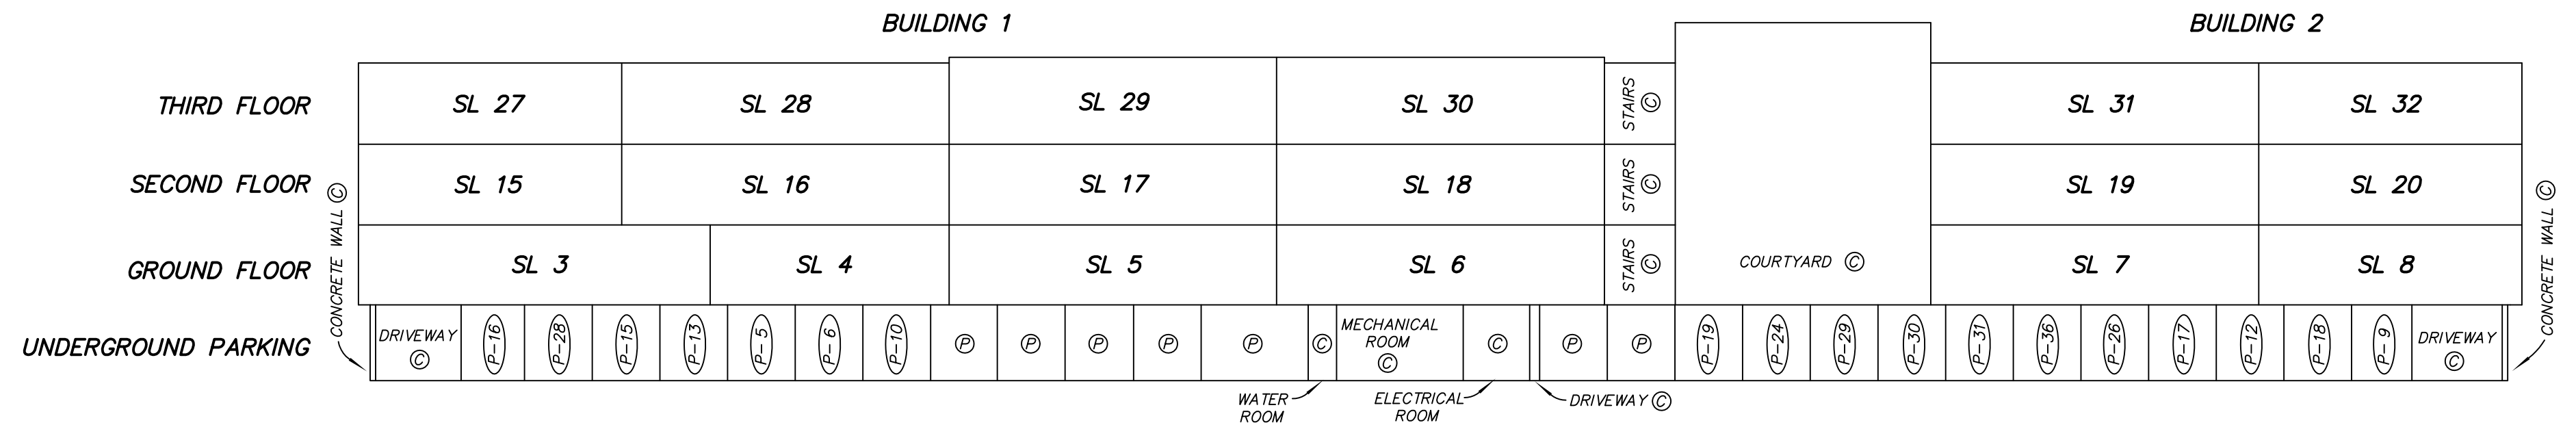 BUILDING 1
BUILDING 2
THIRD FLOOR
SL 27
SL 28
SL 29
SL 30
STAIRS Ⓒ
SL 31
SL 32
SECOND FLOOR
SL 15
SL 16
SL 17
SL 18
STAIRS Ⓒ
SL 19
SL 20
GROUND FLOOR
SL 3
SL 4
SL 5
SL 6
STAIRS Ⓒ
COURTYARD Ⓒ
SL 7
SL 8
CONCRETE WALL Ⓒ
CONCRETE WALL Ⓒ
UNDERGROUND PARKING
DRIVEWAY
Ⓒ
P-16
P-28
P-15
P-13
P-5
P-6
P-10
Ⓟ
Ⓟ
Ⓟ
Ⓟ
Ⓟ
Ⓒ
MECHANICAL
ROOM
Ⓒ
Ⓒ
Ⓟ
Ⓟ
P-19
P-24
P-29
P-30
P-31
P-36
P-26
P-17
P-12
P-18
P-9
DRIVEWAY
Ⓒ
WATER
ROOM
ELECTRICAL
ROOM
DRIVEWAY Ⓒ